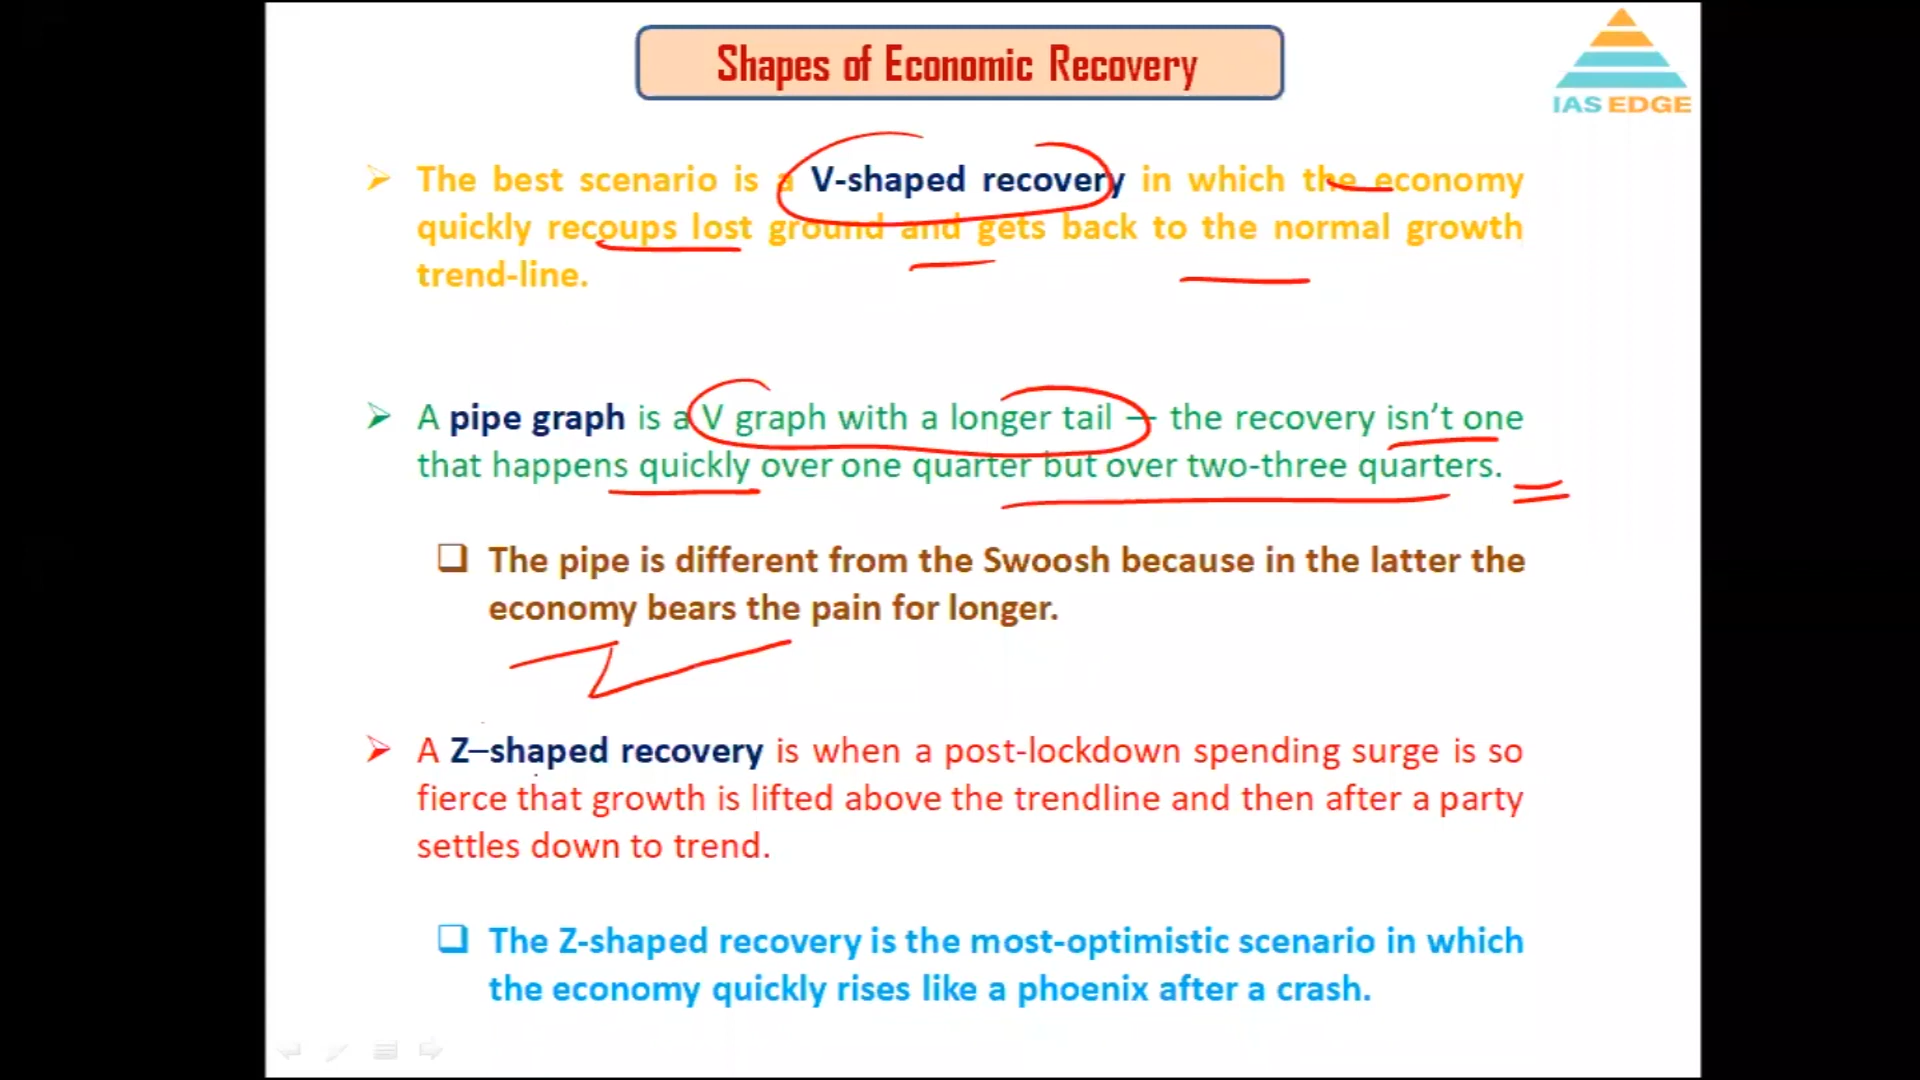 Shapes of Economic Recovery
IAS EDGE
The best scenario is a V-shaped recovery in which the economy
quickly recoups lost ground and gets back to the normal growth
trend-line.
A pipe graph is a V graph with a longer tail — the recovery isn't one
that happens quickly over one quarter but over two-three quarters.
The pipe is different from the Swoosh because in the latter the
economy bears the pain for longer.
A Z–shaped recovery is when a post-lockdown spending surge is so
fierce that growth is lifted above the trendline and then after a party
settles down to trend.
The Z-shaped recovery is the most-optimistic scenario in which
the economy quickly rises like a phoenix after a crash.